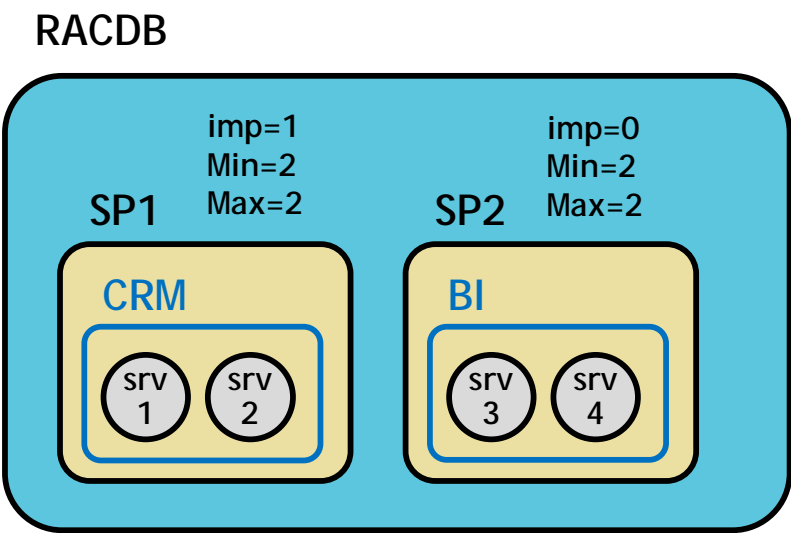 RACDB
imp=1
Min=2
Max=2
SP1
imp=0
Min=2
Max=2
SP2
CRM
srv
1
srv
2
BI
srv
3
srv
4